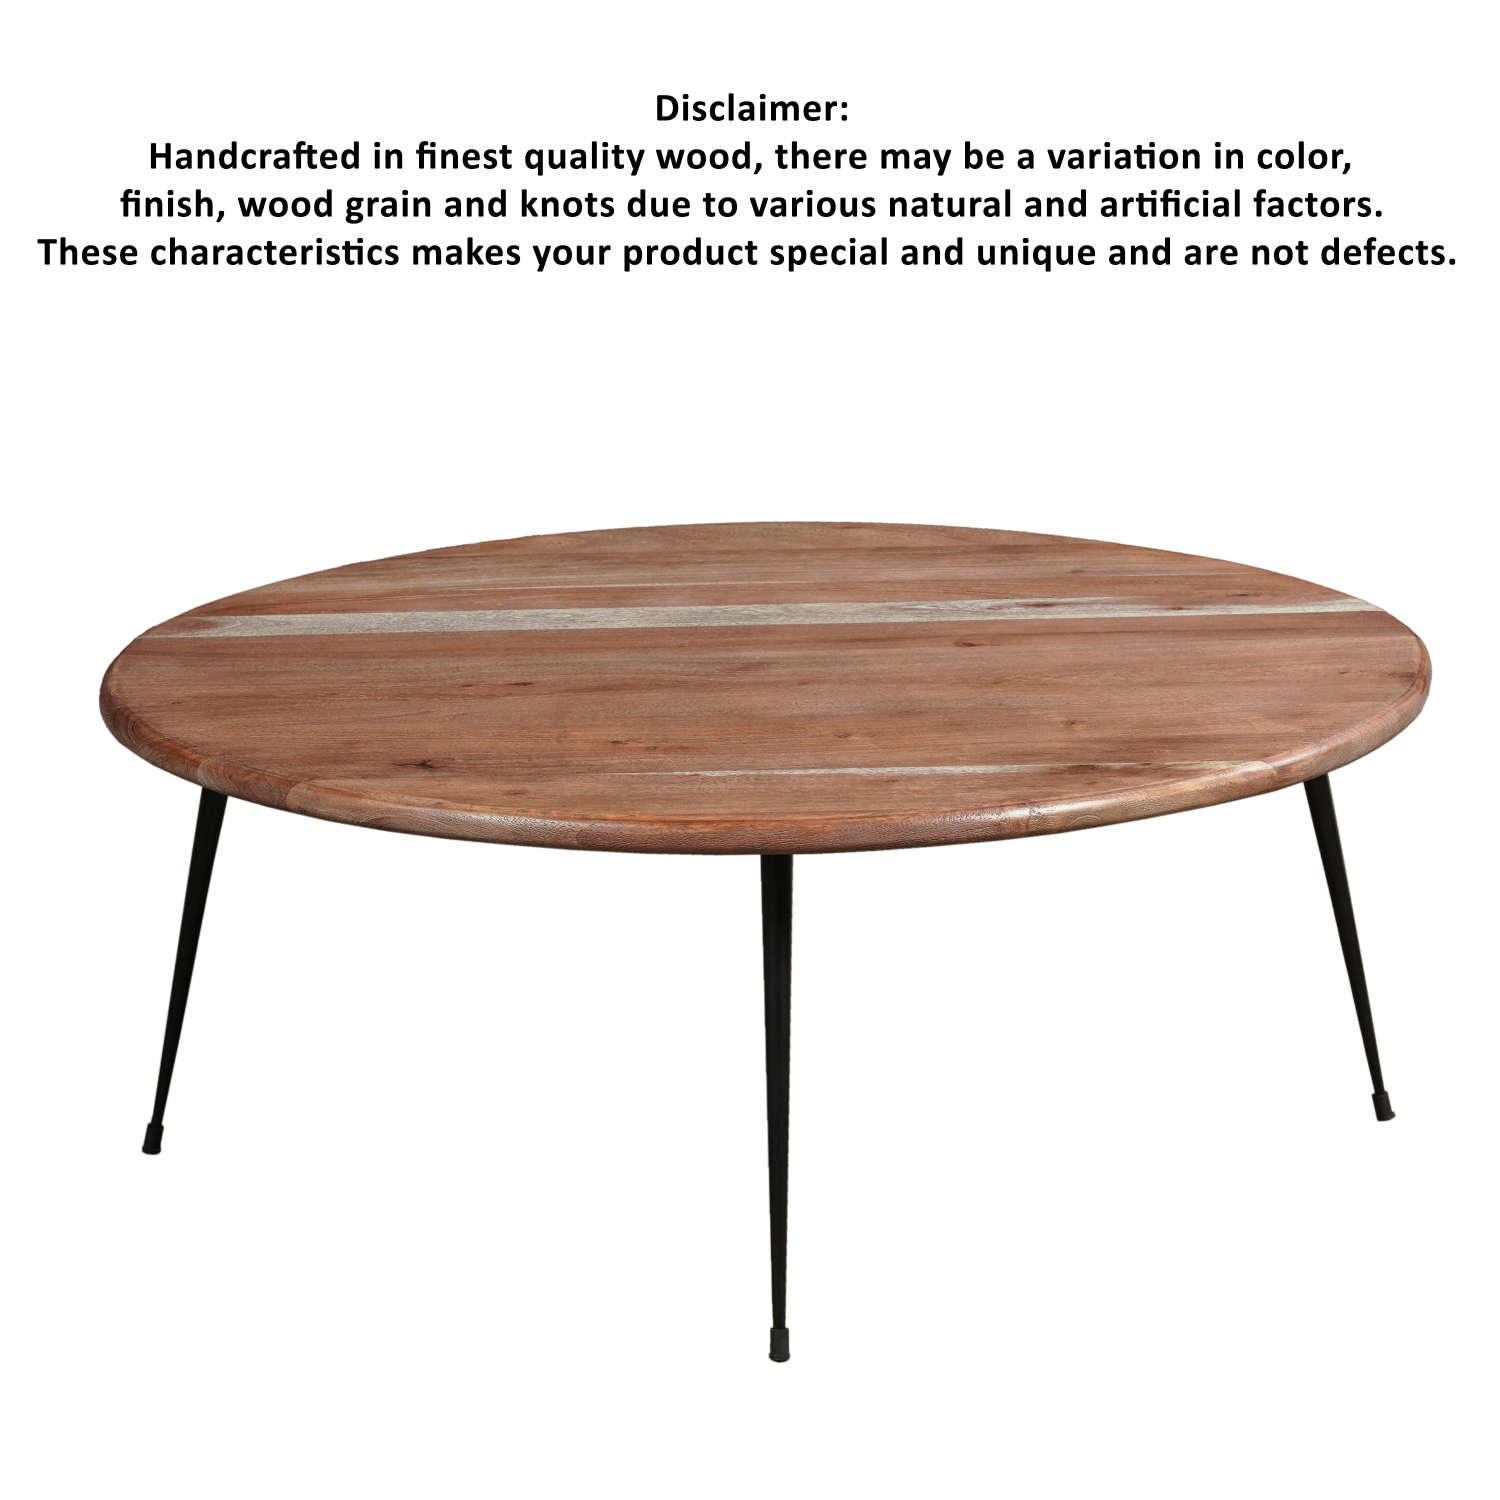 Disclaimer:
Handcrafted in finest quality wood, there may be a variation in color,
finish, wood grain and knots due to various natural and artificial factors.
These characteristics makes your product special and unique and are not defects.